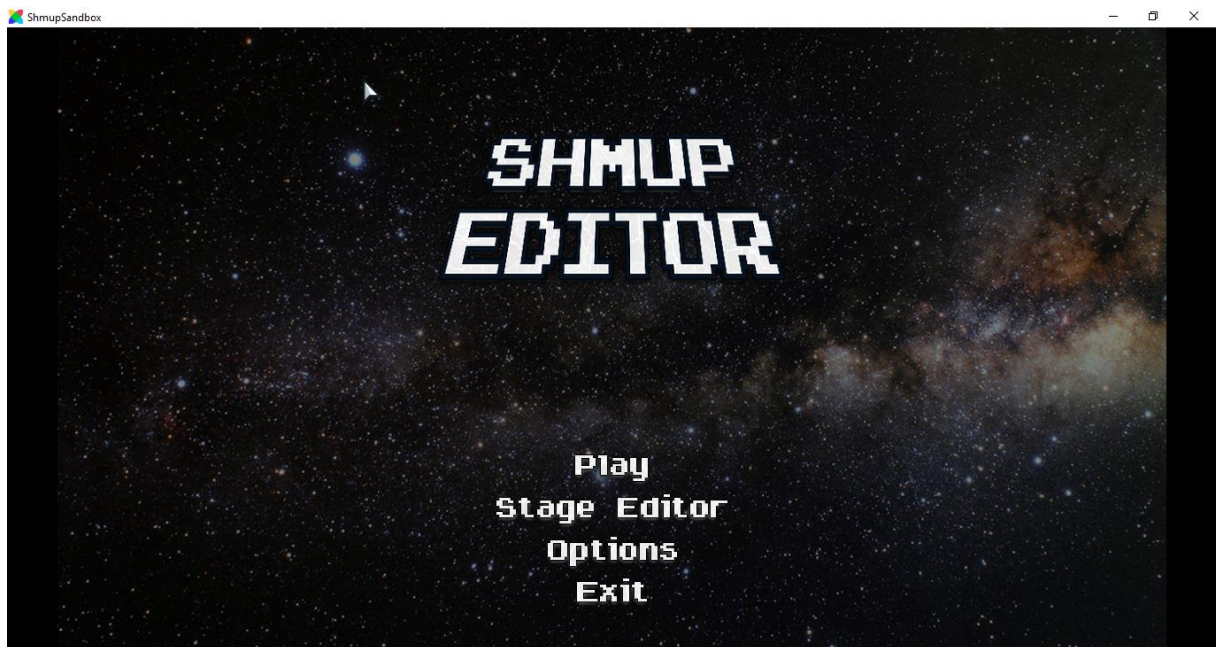 ShmupSandbox
SHMUP
EDITOR
Play
Stage Editor
Options
Exit